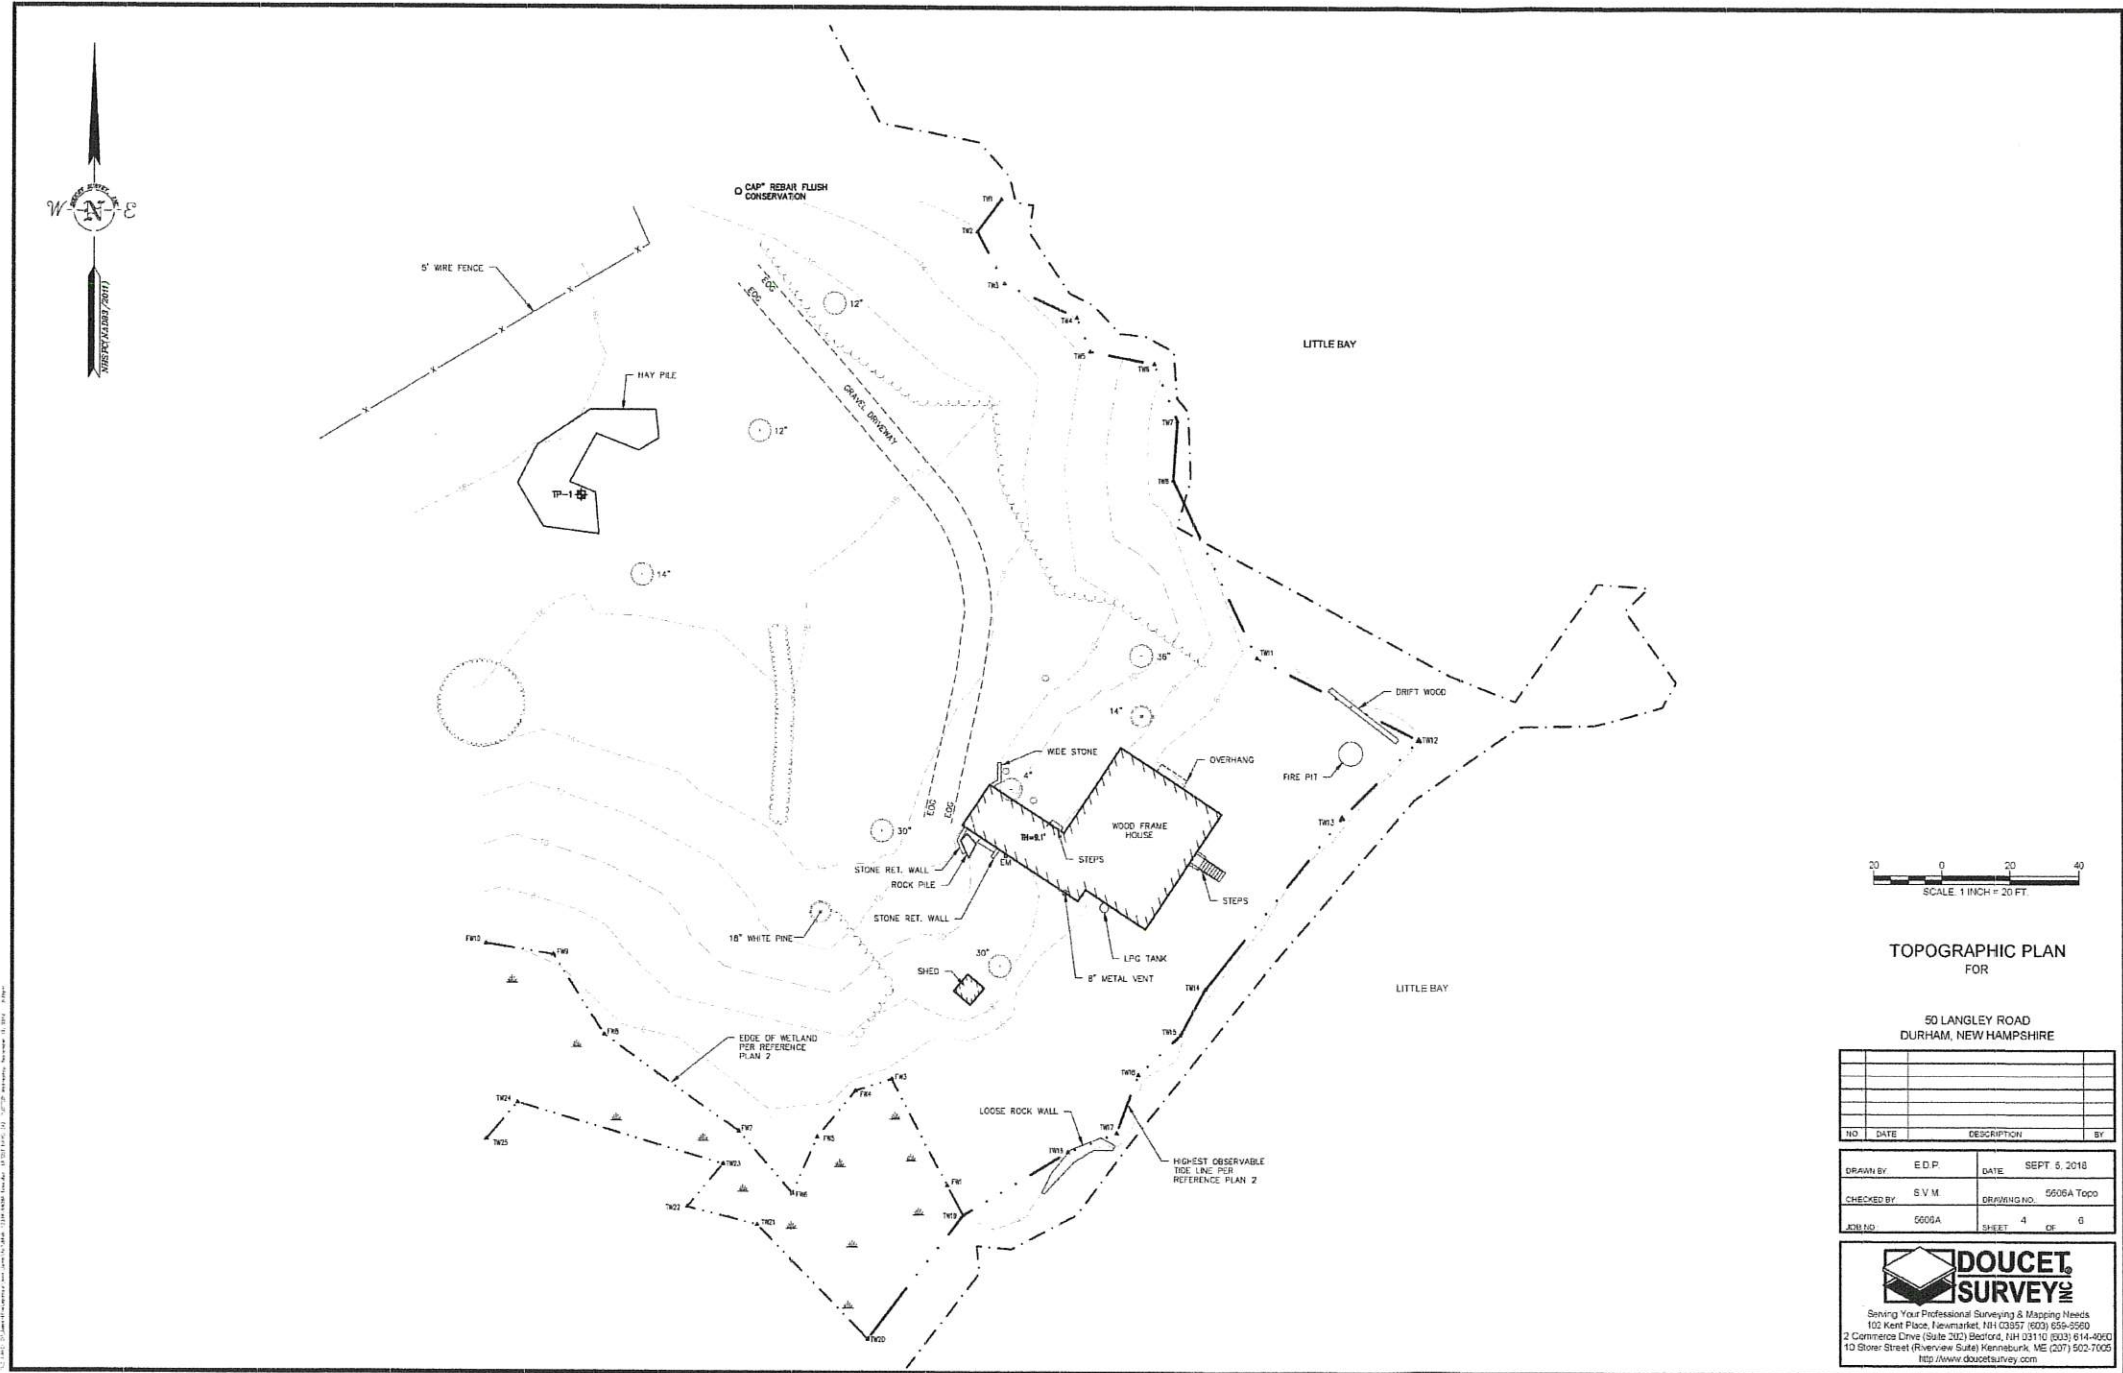 CAP" REBAR FLUSH
CONSERVATION
W N E
NHSPC(NAD83/2011)
5' WIRE FENCE
HAY PILE
TP-1
12"
12"
14"
EOG
EOG
GRAVEL DRIVEWAY
TW1
TW2
TW3
TW4
TW5
TW6
TW7
TW8
LITTLE BAY
TW11
36"
14"
DRIFT WOOD
TW12
FIRE PIT
TW13
WIDE STONE
OVERHANG
4"
EOG
EOG
30"
WOOD FRAME
HOUSE
TH=9.1'
STEPS
EM
STONE RET. WALL
ROCK PILE
STONE RET. WALL
STEPS
18" WHITE PINE
30"
LPG TANK
8" METAL VENT
SHED
TW14
LITTLE BAY
TW15
FW10
FW9
FW8
EDGE OF WETLAND
PER REFERENCE
PLAN 2
TW16
FW3
FW4
TW24
TW25
FW7
FW5
LOOSE ROCK WALL
TW17
TW18
HIGHEST OBSERVABLE
TIDE LINE PER
REFERENCE PLAN 2
TW23
FW6
FW1
TW22
TW21
TW19
TW20
20 0 20 40
SCALE: 1 INCH = 20 FT.
TOPOGRAPHIC PLAN
FOR
50 LANGLEY ROAD
DURHAM, NEW HAMPSHIRE
NO DATE DESCRIPTION BY
DRAWN BY: E.D.P. DATE: SEPT. 5, 2018
CHECKED BY: S.V.M. DRAWING NO. 5606A Topo
JOB NO. 5606A SHEET 4 OF 6
DOUCET
SURVEY INC.
Serving Your Professional Surveying & Mapping Needs
102 Kent Place, Newmarket, NH 03857 (603) 659-6560
2 Commerce Drive (Suite 202) Bedford, NH 03110 (603) 614-4060
10 Storer Street (Riverview Suite) Kennebunk, ME (207) 502-7005
http://www.doucetsurvey.com